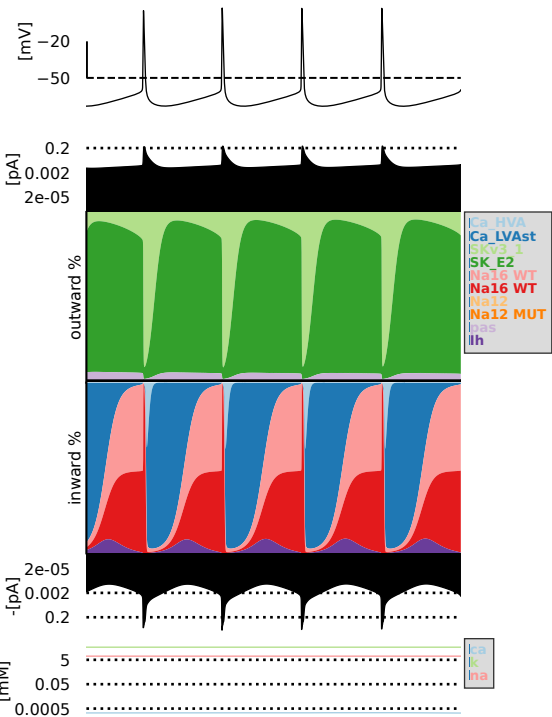 [mV]
−20
−50
[pA]
0.2
0.002
2e-05
outward %
Ca_HVA
Ca_LVAst
SKv3_1
SK_E2
Na16 WT
Na16 WT
Na12
Na12 MUT
pas
Ih
inward %
-[pA]
2e-05
0.002
0.2
[mM]
5
0.05
0.0005
ca
k
na